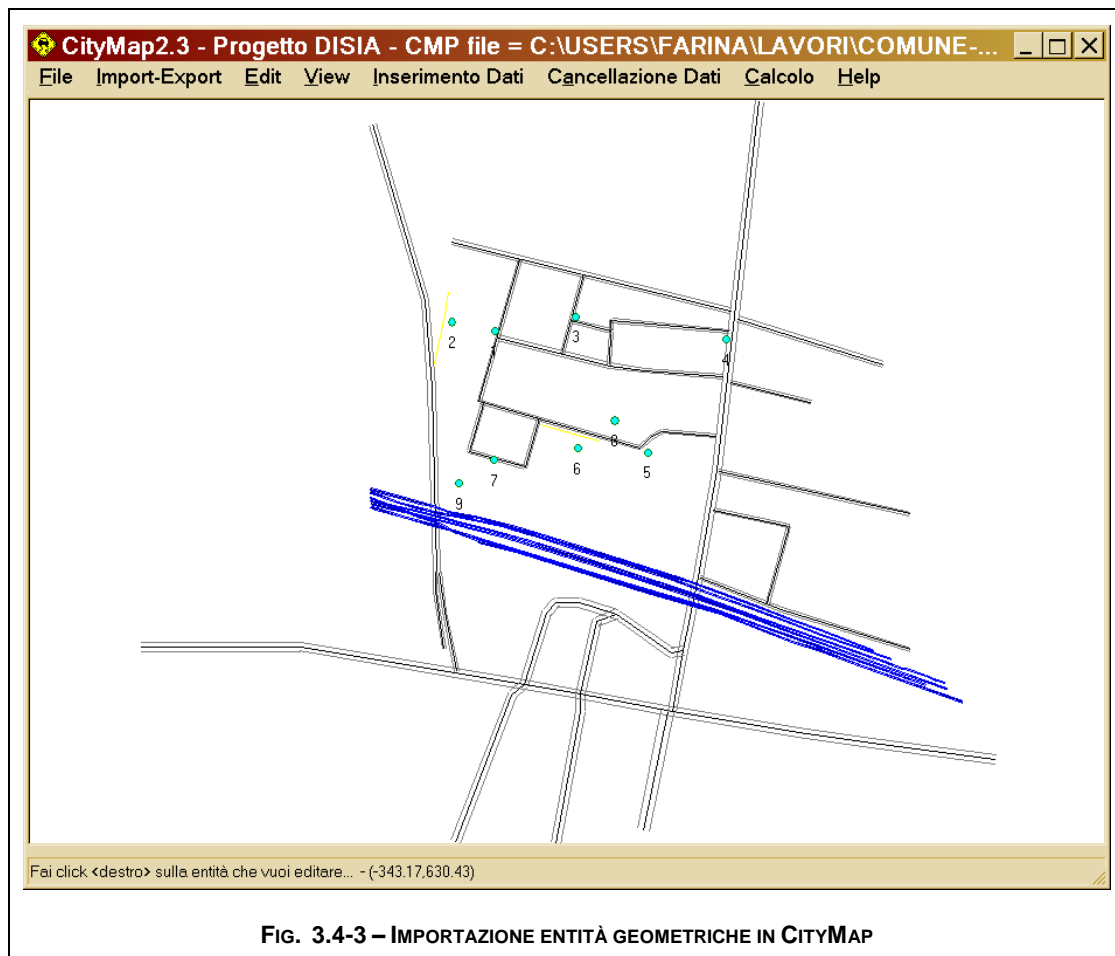 CityMap2.3 - Progetto DISIA - CMP file = C:\USERS\FARINA\LAVORI\COMUNE-...
File Import-Export Edit View Inserimento Dati Cancellazione Dati Calcolo Help
3
2
4
8
6
5
7
9
Fai click <destro> sulla entità che vuoi editare... - (-343.17,630.43)
FIG. 3.4-3 – IMPORTAZIONE ENTITÀ GEOMETRICHE IN CITYMAP